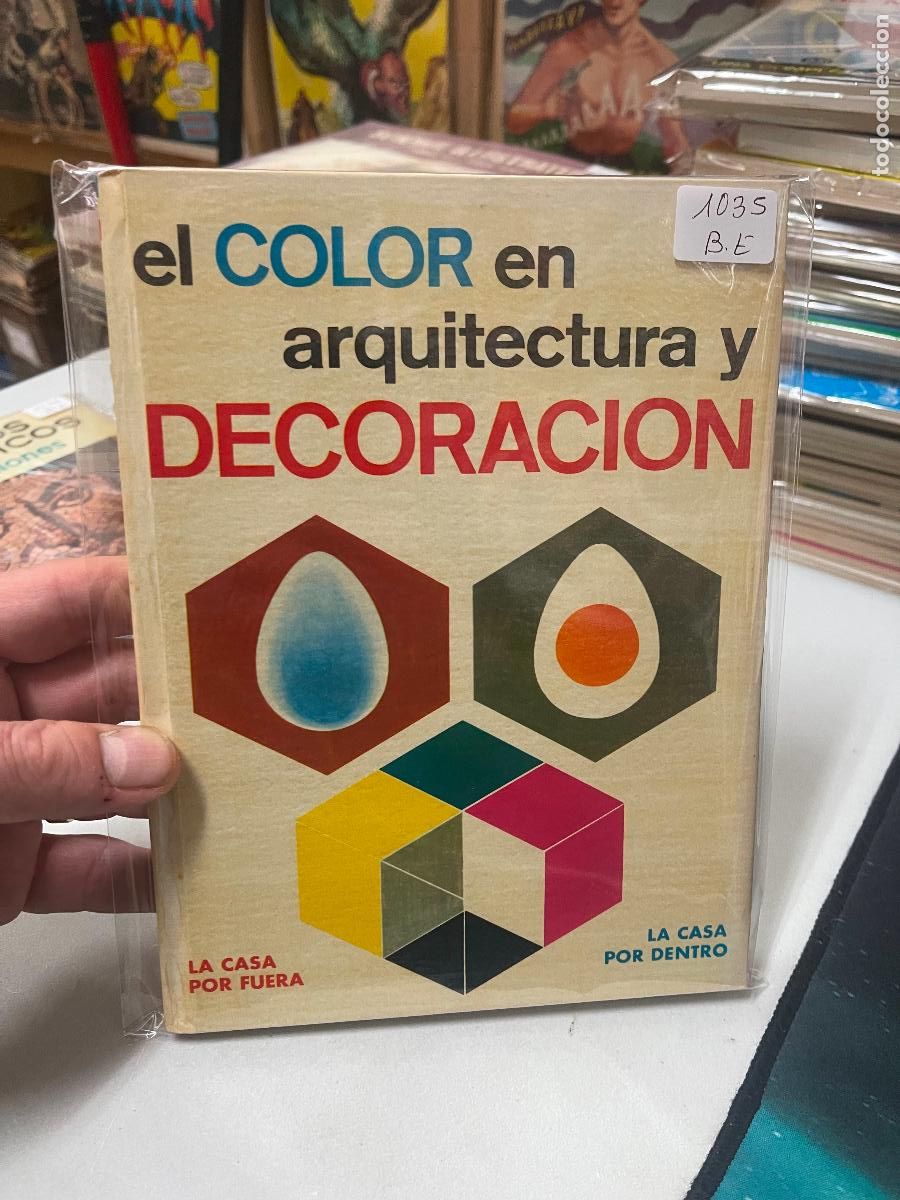 todocoleccion
1035
B.E
el COLOR en
arquitectura y
DECORACION
LA CASA
POR FUERA
LA CASA
POR DENTRO